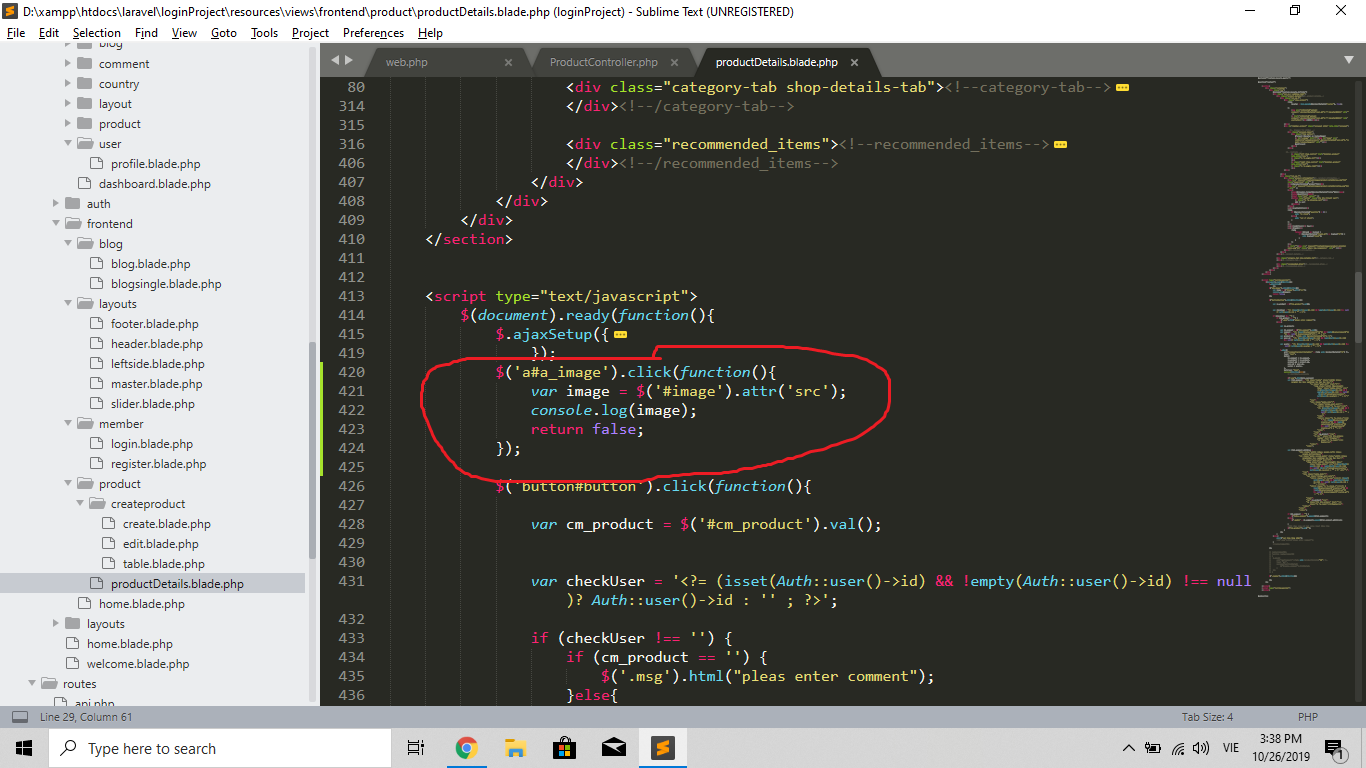 D:\xampp\htdocs\laravel\loginProject\resources\views\frontend\product\productDetails.blade.php (loginProject) - Sublime Text (UNREGISTERED)
File Edit Selection Find View Goto Tools Project Preferences Help
blog
comment
country
layout
product
user
profile.blade.php
dashboard.blade.php
auth
frontend
blog
blog.blade.php
blogsingle.blade.php
layouts
footer.blade.php
header.blade.php
leftside.blade.php
master.blade.php
slider.blade.php
member
login.blade.php
register.blade.php
product
createproduct
create.blade.php
edit.blade.php
table.blade.php
productDetails.blade.php
home.blade.php
layouts
home.blade.php
welcome.blade.php
routes
api.php
web.php ProductController.php productDetails.blade.php
80 <div class="category-tab shop-details-tab"><!--category-tab-->
314 </div><!--/category-tab-->
315
316 <div class="recommended_items"><!--recommended_items-->
406 </div><!--/recommended_items-->
407 </div>
408 </div>
409 </div>
410 </section>
411
412
413 <script type="text/javascript">
414 $(document).ready(function(){
415 $.ajaxSetup({
419 });
420 $('a#a_image').click(function(){
421 var image = $('#image').attr('src');
422 console.log(image);
423 return false;
424 });
425
426 $('button#button').click(function(){
427
428 var cm_product = $('#cm_product').val();
429
430
431 var checkUser = '<?= (isset(Auth::user()->id) && !empty(Auth::user()->id) !== null
)? Auth::user()->id : '' ; ?>';
432
433 if (checkUser !== '') {
434 if (cm_product == '') {
435 $('.msg').html("pleas enter comment");
436 }else{
Line 29, Column 61 Tab Size: 4 PHP
Type here to search
VIE
3:38 PM
10/26/2019
1